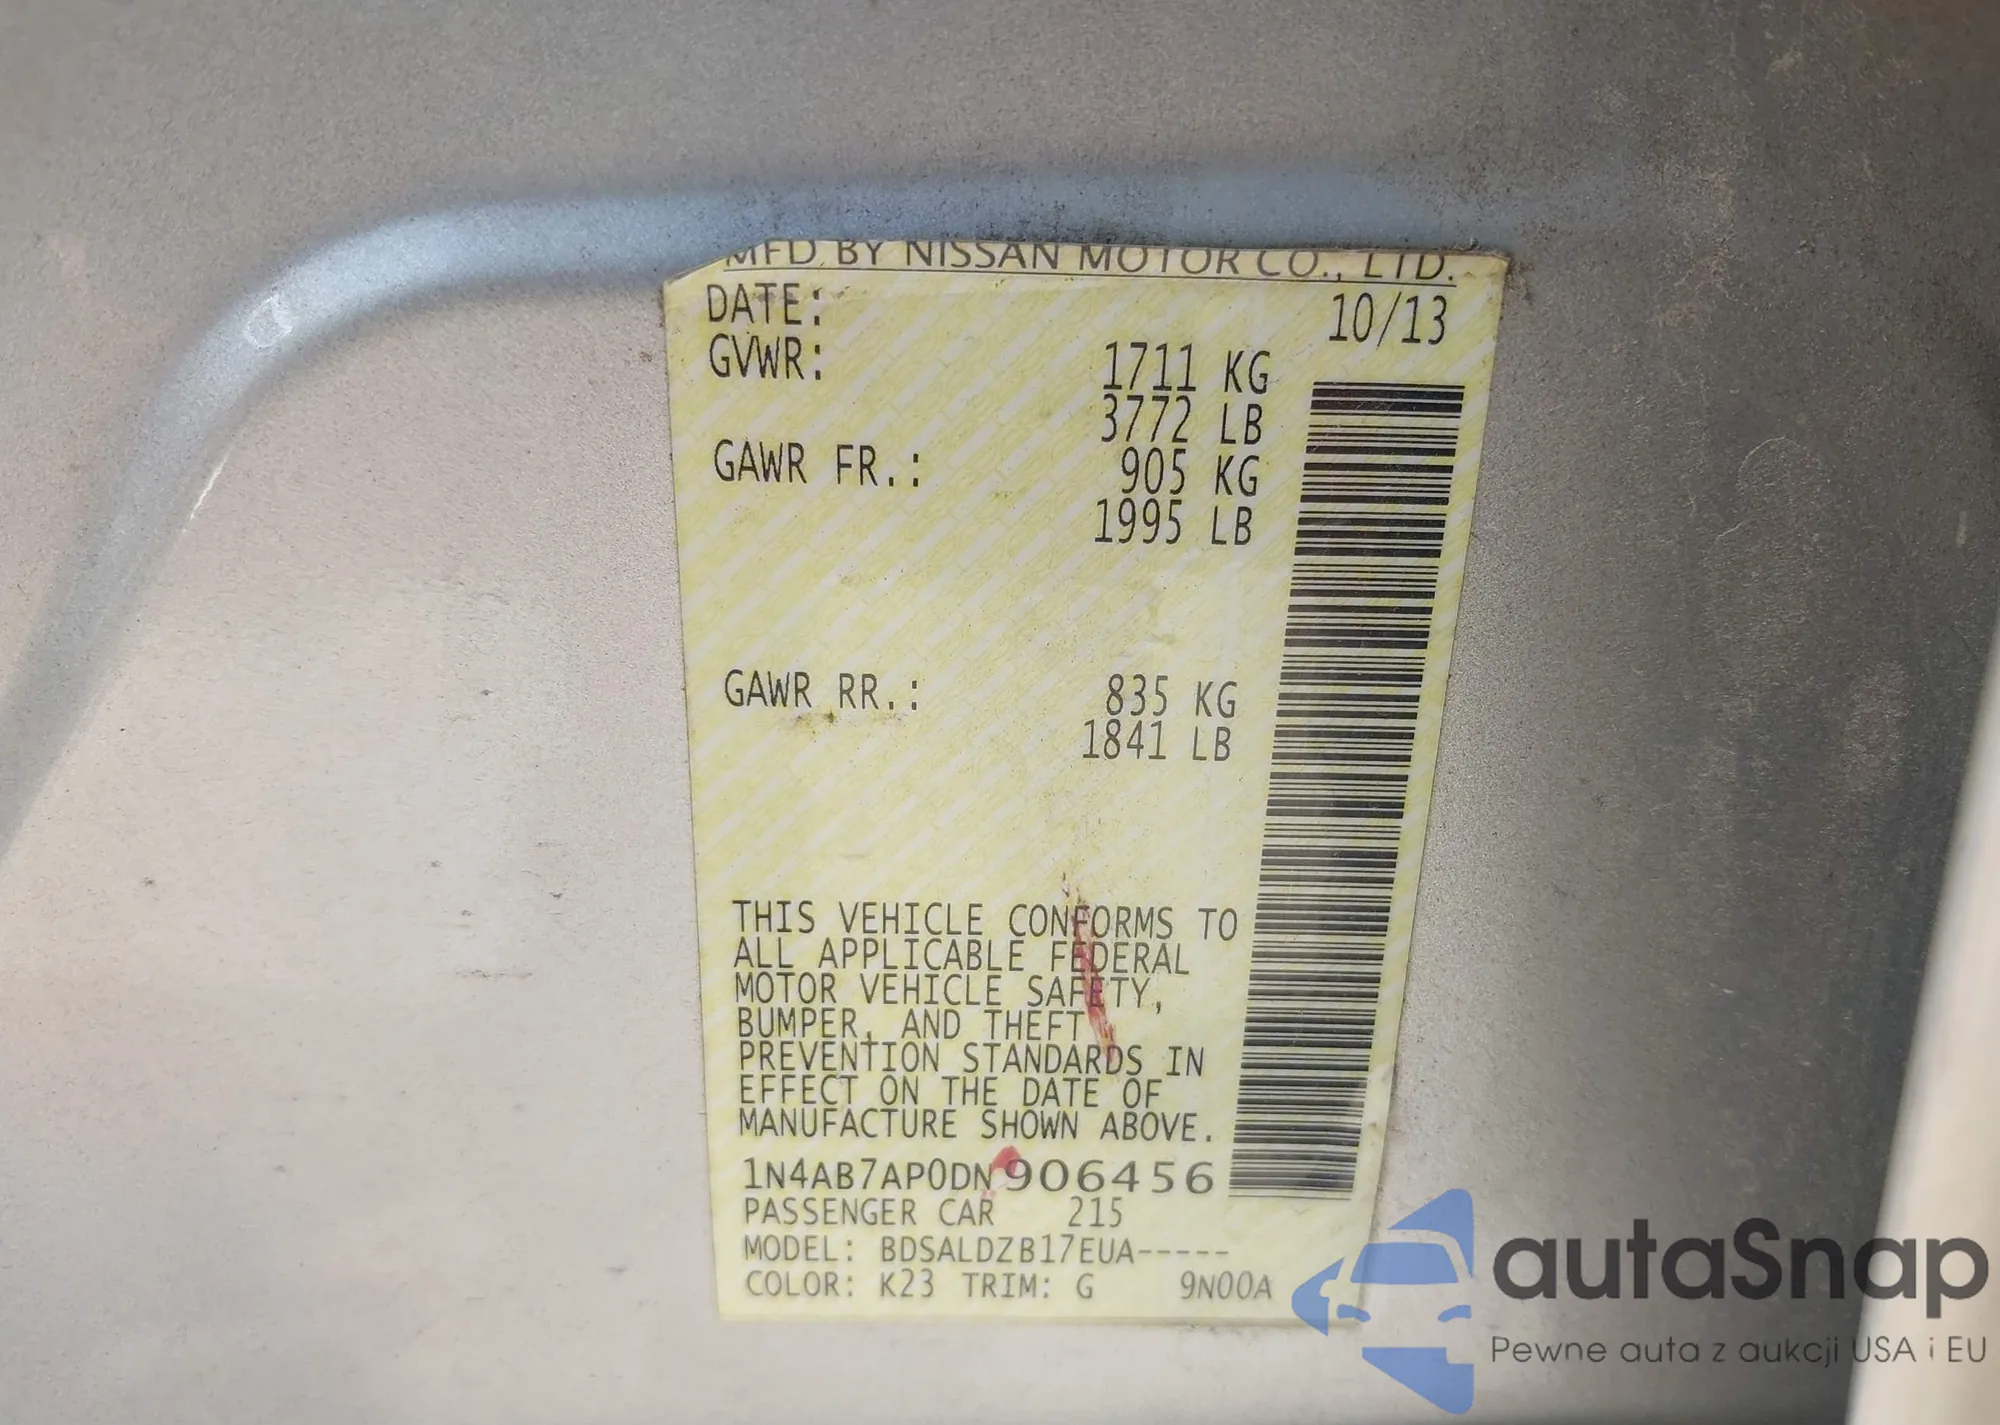 MFD BY NISSAN MOTOR CO., LTD.
DATE: 10/13
GVWR: 1711 KG
3772 LB
GAWR FR.: 905 KG
1995 LB
GAWR RR.: 835 KG
1841 LB
THIS VEHICLE CONFORMS TO
ALL APPLICABLE FEDERAL
MOTOR VEHICLE SAFETY,
BUMPER, AND THEFT
PREVENTION STANDARDS IN
EFFECT ON THE DATE OF
MANUFACTURE SHOWN ABOVE.
1N4AB7AP0DN906456
PASSENGER CAR 215
MODEL: BDSALDZB17EUA-----
COLOR: K23 TRIM: G 9N00A
autaSnap
Pewne auta z aukcji USA i EU